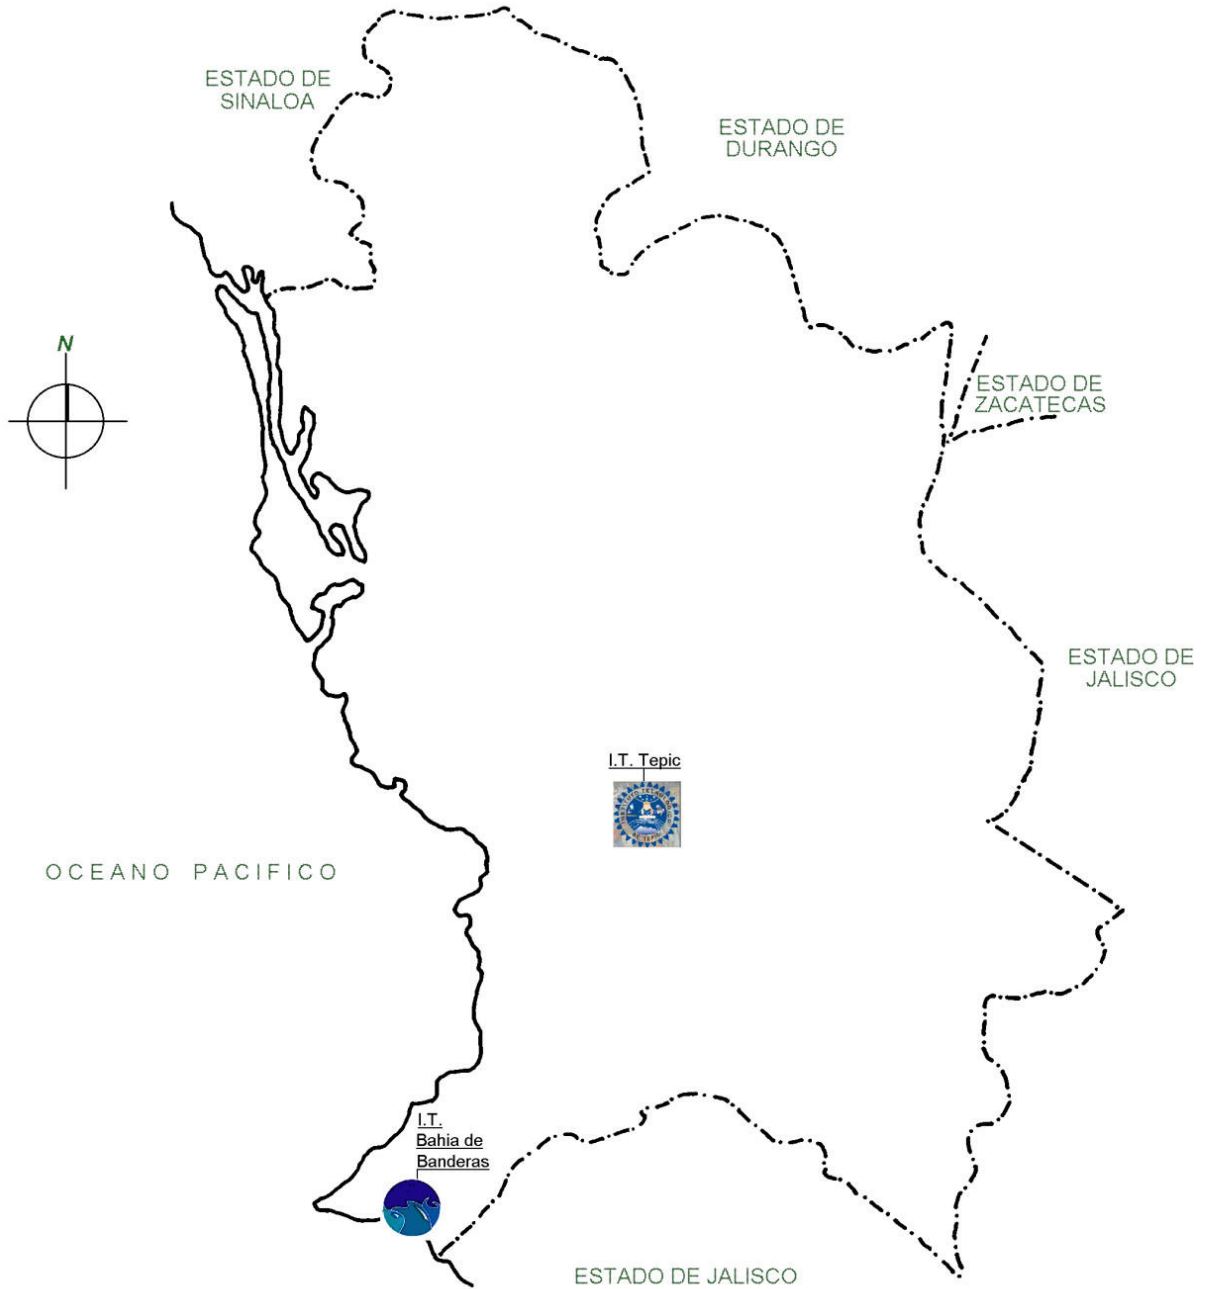 ESTADO DE
SINALOA
ESTADO DE
DURANGO
N
ESTADO DE
ZACATECAS
ESTADO DE
JALISCO
I.T. Tepic
OCEANO PACIFICO
I.T.
Bahia de
Banderas
ESTADO DE JALISCO